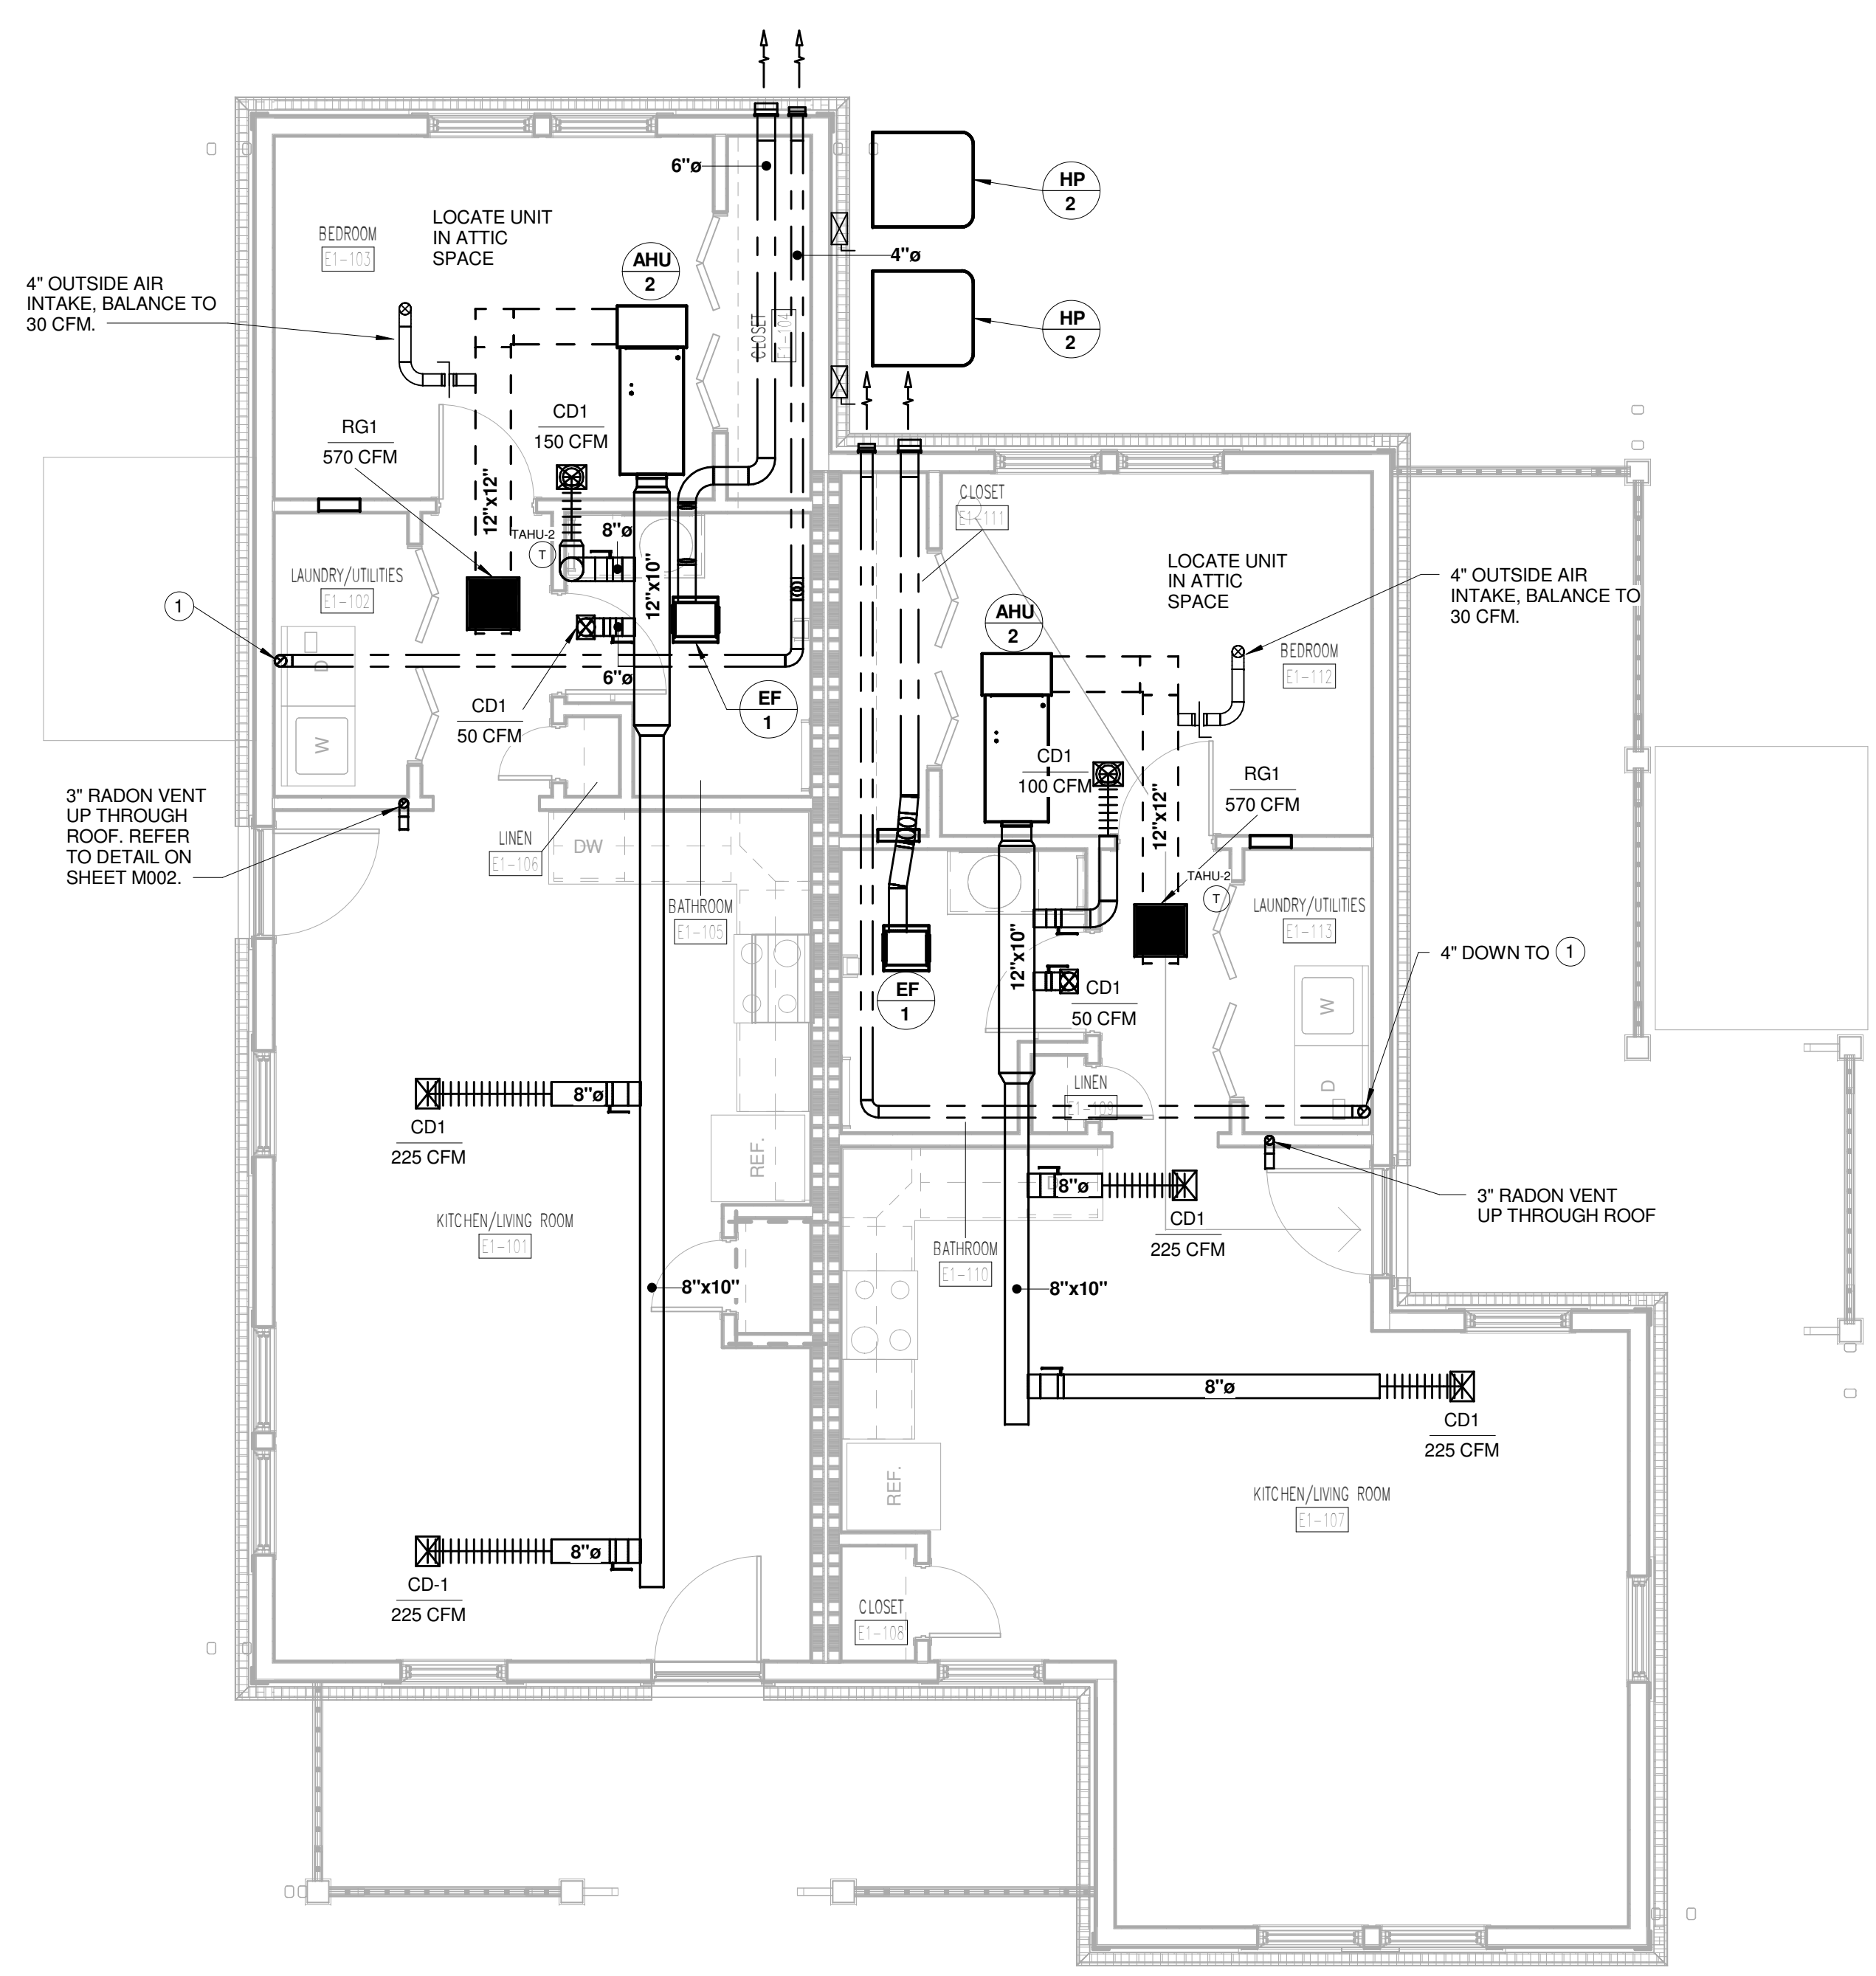 HP
2
6"ø
LOCATE UNIT
IN ATTIC
SPACE
BEDROOM
E1-103
AHU
2
4"ø
4" OUTSIDE AIR
INTAKE, BALANCE TO
30 CFM.
HP
2
CLOSET
E1-104
CD1
150 CFM
RG1
570 CFM
12"x12"
TAHU-2
T
8"ø
12"x10"
LAUNDRY/UTILITIES
E1-102
1
D
W
6"ø
CD1
50 CFM
EF
1
3" RADON VENT
UP THROUGH
ROOF. REFER
TO DETAIL ON
SHEET M002.
LINEN
E1-106
DW
BATHROOM
E1-105
CLOSET
E1-111
LOCATE UNIT
IN ATTIC
SPACE
4" OUTSIDE AIR
INTAKE, BALANCE TO
30 CFM.
AHU
2
BEDROOM
E1-112
CD1
100 CFM
RG1
570 CFM
12"x12"
TAHU-2
T
LAUNDRY/UTILITIES
E1-113
12"x10"
4" DOWN TO 1
EF
1
CD1
50 CFM
W
D
LINEN
E1-109
8"ø
CD1
225 CFM
REF.
3" RADON VENT
UP THROUGH ROOF
8"ø
D
CD1
225 CFM
KITCHEN/LIVING ROOM
E1-101
BATHROOM
E1-110
8"x10"
8"x10"
8"ø
CD1
225 CFM
REF.
KITCHEN/LIVING ROOM
E1-107
8"ø
CD-1
225 CFM
CLOSET
E1-108